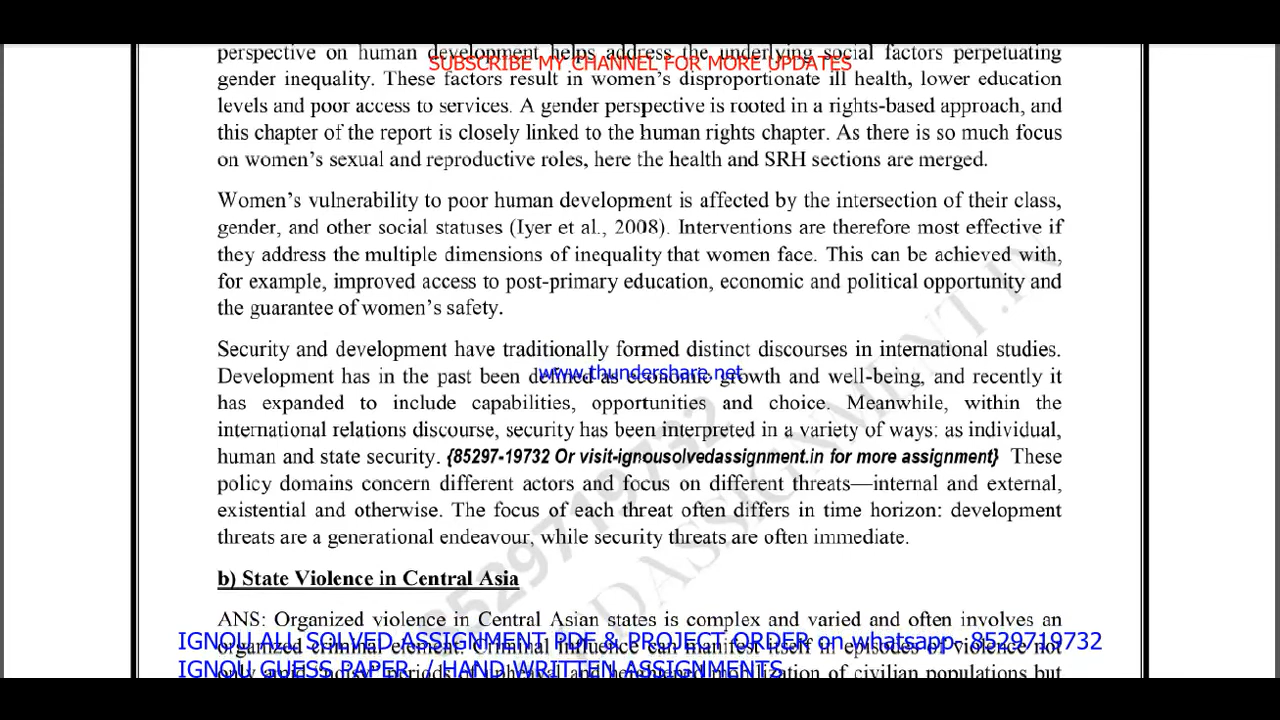 perspective on human development helps address the underlying social factors perpetuating
SUBSCRIBE MY CHANNEL FOR MORE UPDATES
gender inequality. These factors result in women's disproportionate ill health, lower education
levels and poor access to services. A gender perspective is rooted in a rights-based approach, and
this chapter of the report is closely linked to the human rights chapter. As there is so much focus
on women's sexual and reproductive roles, here the health and SRH sections are merged.
Women's vulnerability to poor human development is affected by the intersection of their class,
gender, and other social statuses (Iyer et al., 2008). Interventions are therefore most effective if
they address the multiple dimensions of inequality that women face. This can be achieved with,
for example, improved access to post-primary education, economic and political opportunity and
the guarantee of women's safety.
Security and development have traditionally formed distinct discourses in international studies.
www.thundershare.net
Development has in the past been defined as economic growth and well-being, and recently it
has expanded to include capabilities, opportunities and choice. Meanwhile, within the
international relations discourse, security has been interpreted in a variety of ways: as individual,
human and state security. {85297-19732 Or visit-ignousolvedassignment.in for more assignment} These
policy domains concern different actors and focus on different threats—internal and external,
existential and otherwise. The focus of each threat often differs in time horizon: development
threats are a generational endeavour, while security threats are often immediate.
b) State Violence in Central Asia
ANS: Organized violence in Central Asian states is complex and varied and often involves an
IGNOU ALL SOLVED ASSIGNMENT PDF & PROJECT ORDER on whatsapp- 8529719732
organized criminal element. Criminal influence can manifest itself in episodes of violence not
IGNOU GUESS PAPER / HAND WRITTEN ASSIGNMENTS
only periods of and mobilization of civilian populations but
8529719732
DASSIGNMENT.IN